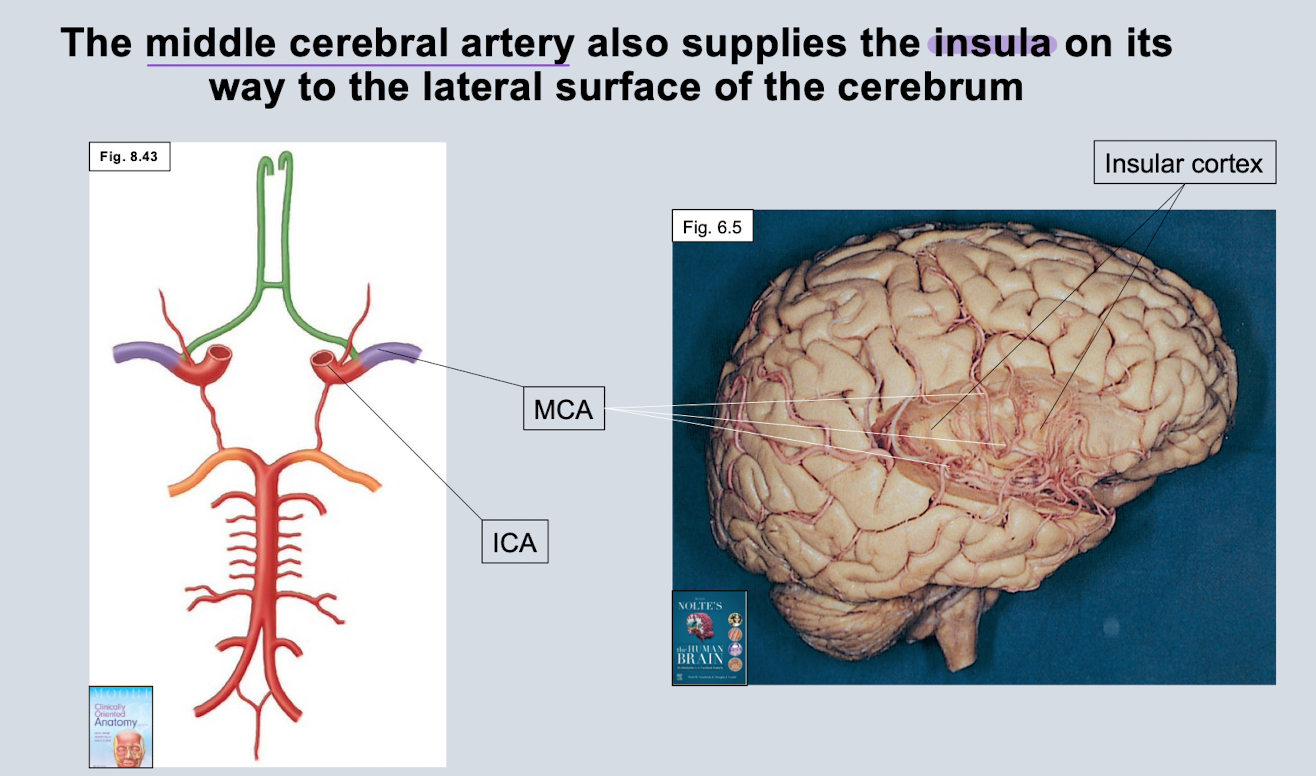 The middle cerebral artery also supplies the insula on its
way to the lateral surface of the cerebrum
Fig. 8.43
Insular cortex
Fig. 6.5
MCA
ICA
NOLTE'S
the HUMAN
BRAIN
MOORE
Clinically
Oriented
Anatomy